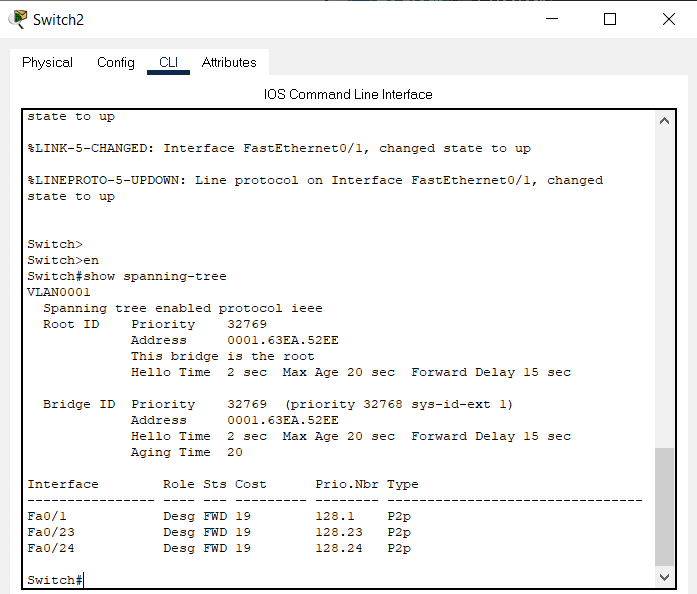 Switch2
Physical Config CLI Attributes
IOS Command Line Interface
state to up
%LINK-5-CHANGED: Interface FastEthernet0/1, changed state to up
%LINEPROTO-5-UPDOWN: Line protocol on Interface FastEthernet0/1, changed
state to up
Switch>
Switch>en
Switch#show spanning-tree
VLAN0001
  Spanning tree enabled protocol ieee
  Root ID    Priority    32769
             Address     0001.63EA.52EE
             This bridge is the root
             Hello Time  2 sec  Max Age 20 sec  Forward Delay 15 sec
  Bridge ID  Priority    32769  (priority 32768 sys-id-ext 1)
             Address     0001.63EA.52EE
             Hello Time  2 sec  Max Age 20 sec  Forward Delay 15 sec
             Aging Time  20
Interface        Role Sts Cost      Prio.Nbr Type
---------------- ---- --- --------- -------- --------------------------------
Fa0/1            Desg FWD 19        128.1    P2p
Fa0/23           Desg FWD 19        128.23   P2p
Fa0/24           Desg FWD 19        128.24   P2p
Switch#